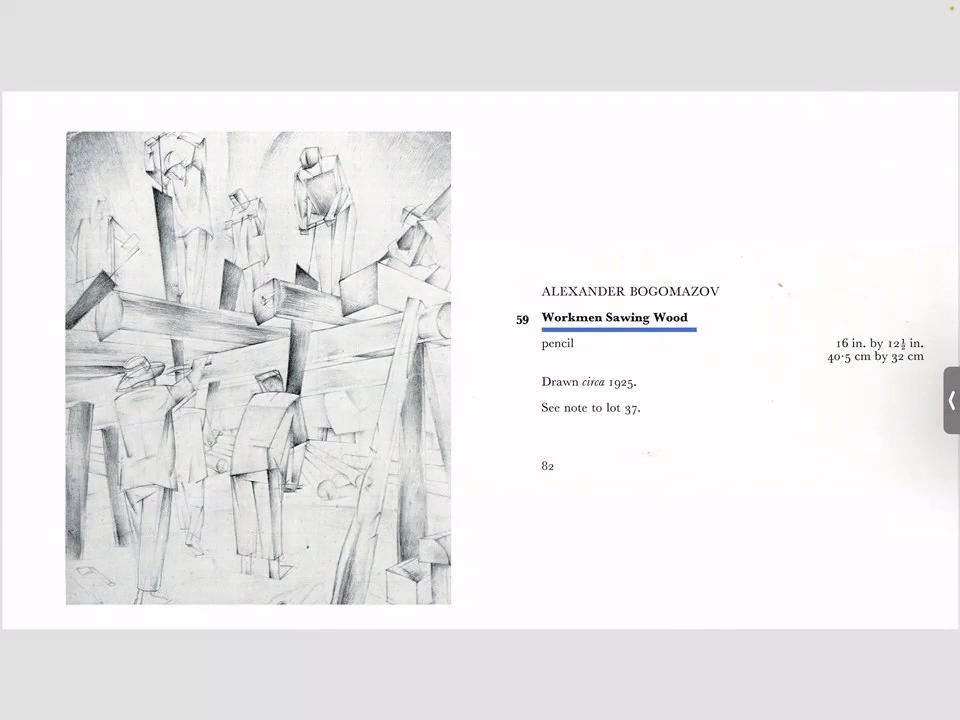 ALEXANDER BOGOMAZOV
59 Workmen Sawing Wood
pencil 16 in. by 12½ in.
40·5 cm by 32 cm
Drawn circa 1925.
See note to lot 37.
82